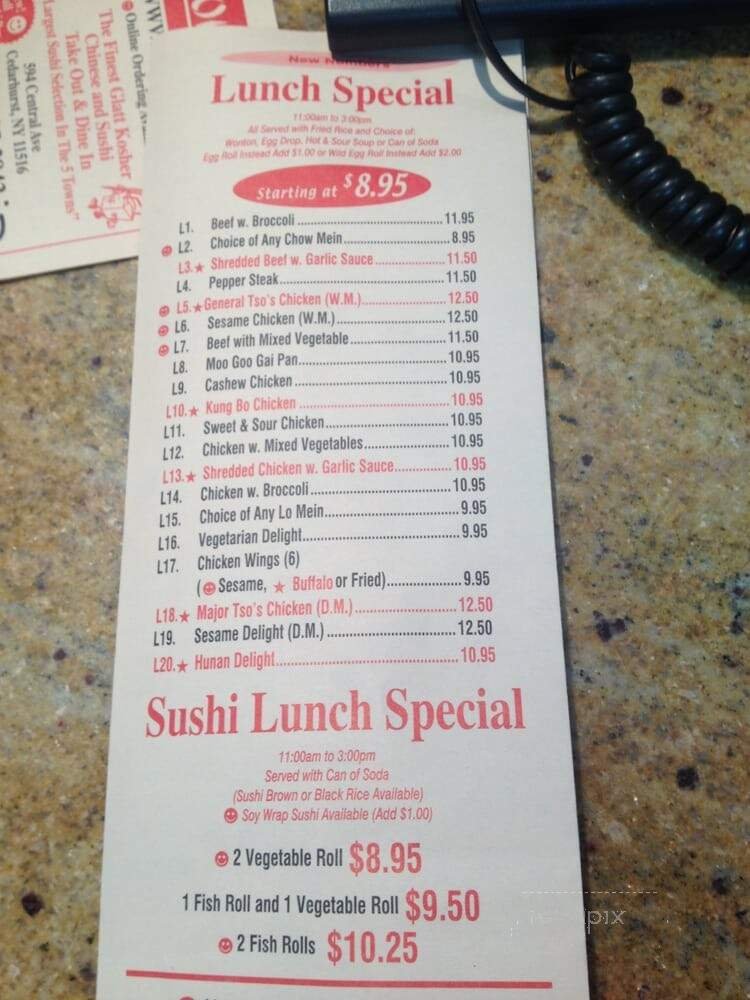 Online Ordering
The Finest Glatt Kosher
Chinese and Sushi
Take Out & Dine In
Largest Sushi Selection In The 5 Towns"
594 Central Ave
Cedarhurst, NY 11516
New Numbers
Lunch Special
11:00am to 3:00pm
All Served with Fried Rice and Choice of:
Wonton, Egg Drop, Hot & Sour Soup or Can of Soda
Egg Roll Instead Add $1.00 or Wild Egg Roll Instead Add $2.00
Starting at $8.95
L1. Beef w. Broccoli 11.95
L2. Choice of Any Chow Mein 8.95
L3.★ Shredded Beef w. Garlic Sauce 11.50
L4. Pepper Steak 11.50
L5.★ General Tso's Chicken (W.M.) 12.50
L6. Sesame Chicken (W.M.) 12.50
L7. Beef with Mixed Vegetable 11.50
L8. Moo Goo Gai Pan 10.95
L9. Cashew Chicken 10.95
L10.★ Kung Bo Chicken 10.95
L11. Sweet & Sour Chicken 10.95
L12. Chicken w. Mixed Vegetables 10.95
L13.★ Shredded Chicken w. Garlic Sauce 10.95
L14. Chicken w. Broccoli 10.95
L15. Choice of Any Lo Mein 9.95
L16. Vegetarian Delight 9.95
L17. Chicken Wings (6)
(Sesame, ★ Buffalo or Fried) 9.95
L18.★ Major Tso's Chicken (D.M.) 12.50
L19. Sesame Delight (D.M.) 12.50
L20.★ Hunan Delight 10.95
Sushi Lunch Special
11:00am to 3:00pm
Served with Can of Soda
(Sushi Brown or Black Rice Available)
Soy Wrap Sushi Available (Add $1.00)
2 Vegetable Roll $8.95
1 Fish Roll and 1 Vegetable Roll $9.50
2 Fish Rolls $10.25